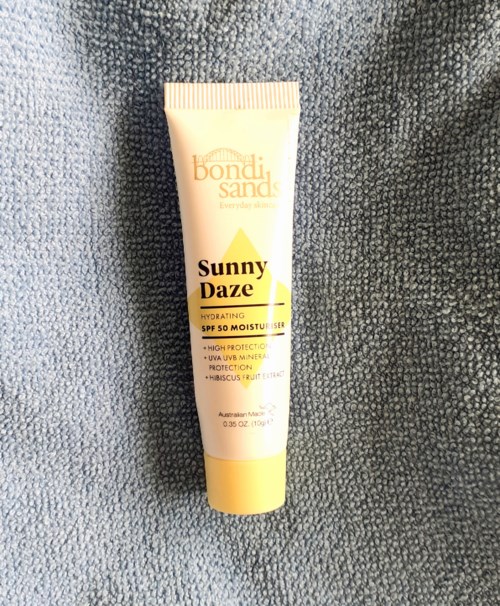 bondi
sands
Everyday skincare
Sunny
Daze
HYDRATING
SPF 50 MOISTURISER
• HIGH PROTECTION
• UVA UVB MINERAL
PROTECTION
• HIBISCUS FRUIT EXTRACT
Australian Made
0.35 OZ. (10g)